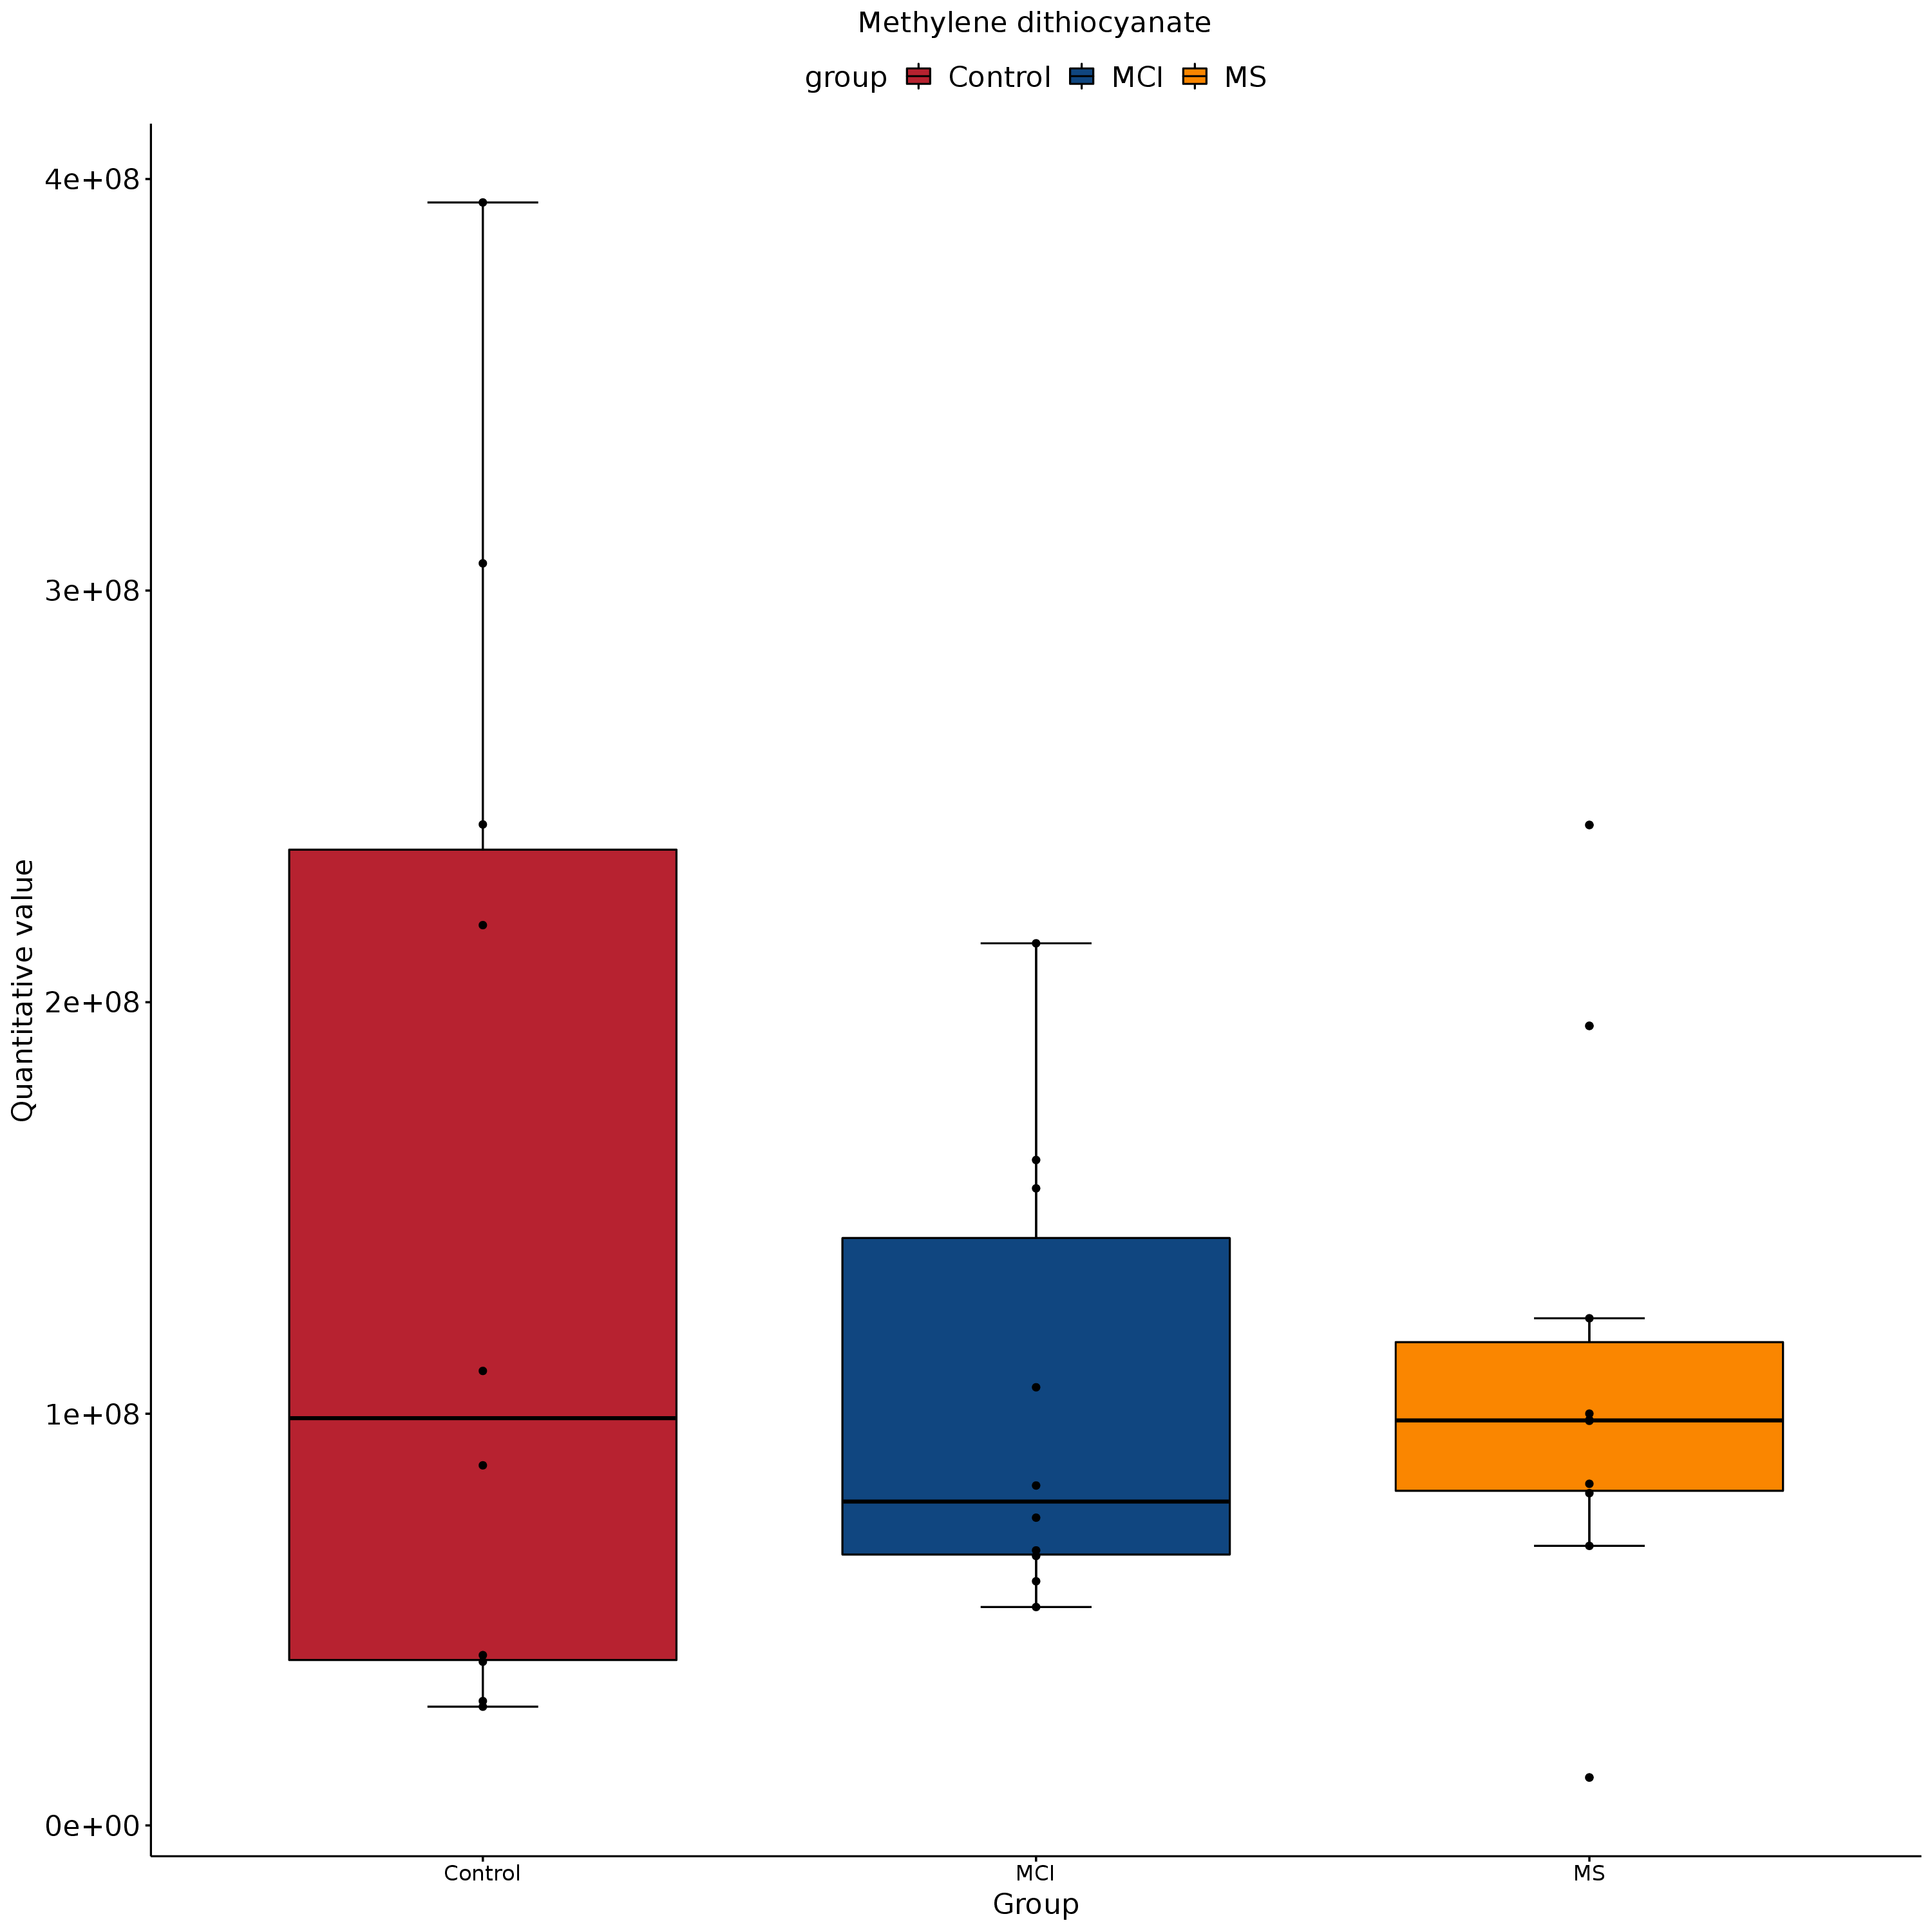 Methylene dithiocyanate
group Control MCI MS
4e+08
3e+08
2e+08
1e+08
0e+00
Quantitative value
Control MCI MS
Group